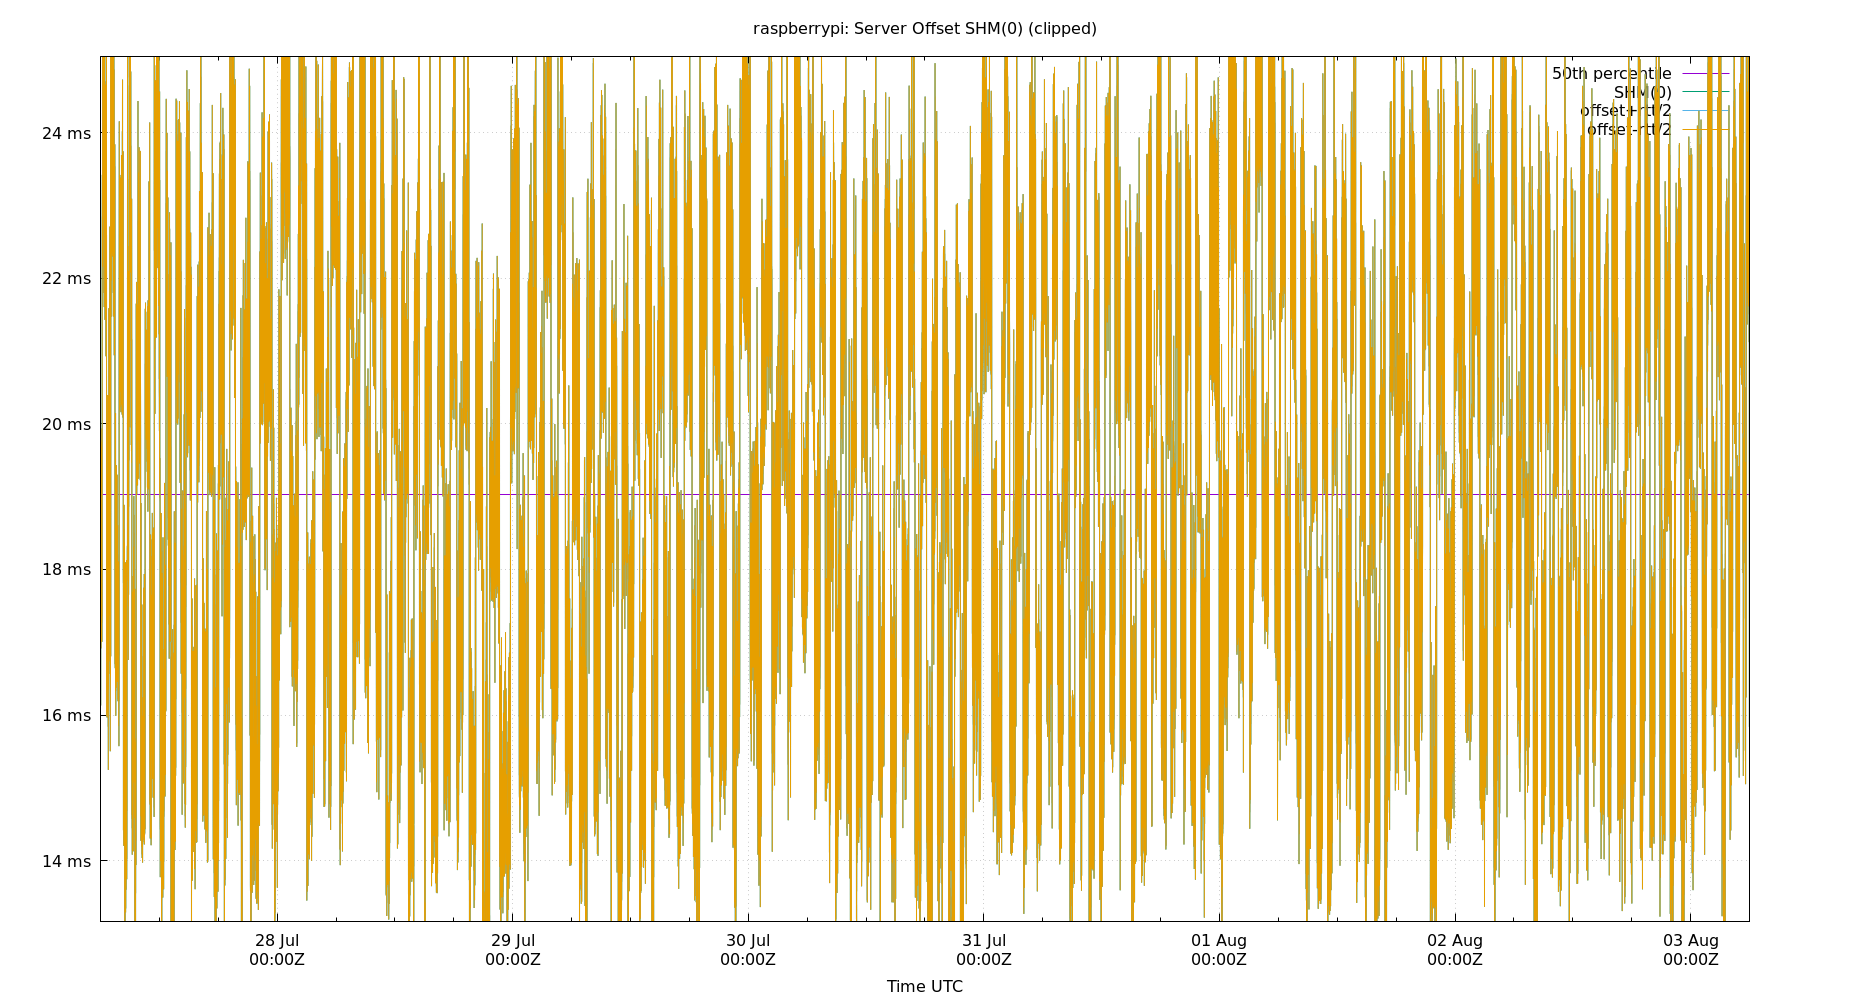 raspberrypi: Server Offset SHM(0) (clipped)
50th percentile
SHM(0)
offset+rtt/2
offset-rtt/2
24 ms
22 ms
20 ms
18 ms
16 ms
14 ms
28 Jul 29 Jul 30 Jul 31 Jul 01 Aug 02 Aug 03 Aug
00:00Z 00:00Z 00:00Z 00:00Z 00:00Z 00:00Z 00:00Z
Time UTC